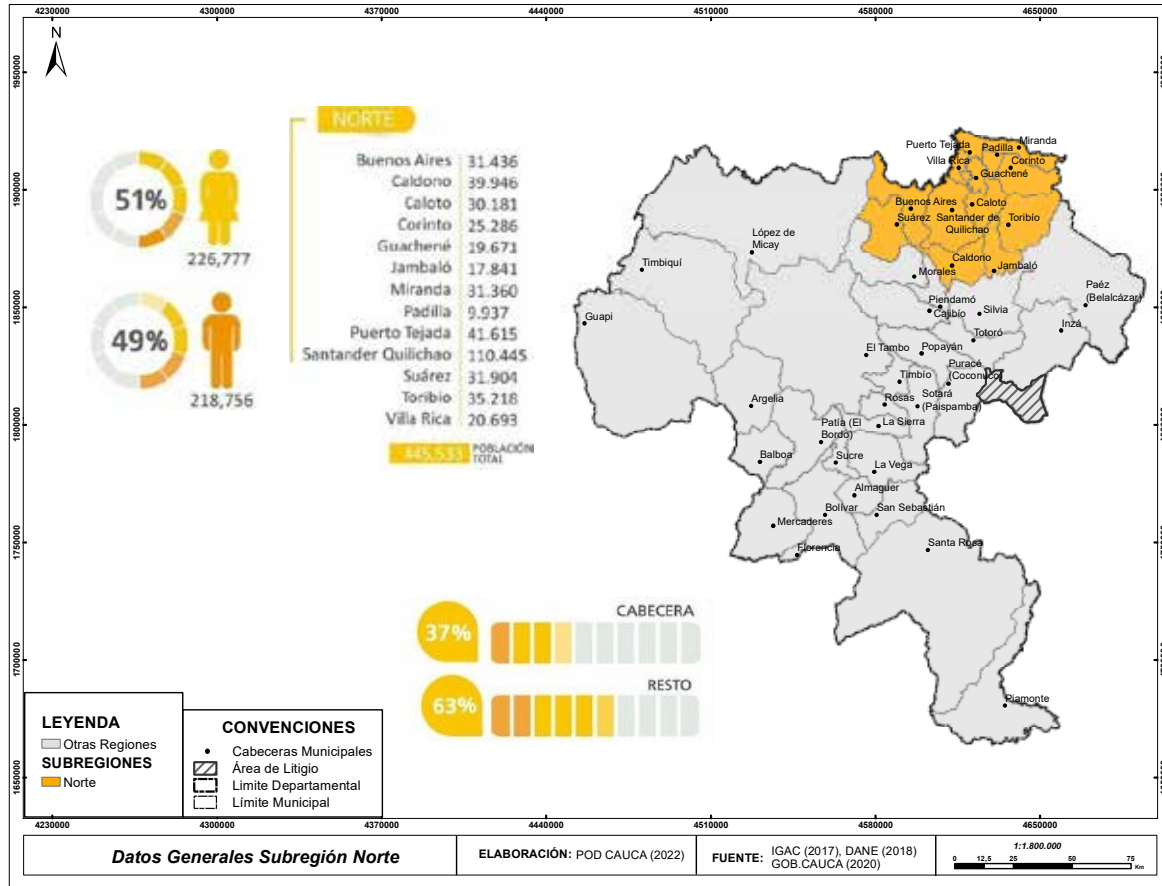 4230000 4300000 4370000 4440000 4510000 4580000 4650000
N
1950000
1900000
1850000
1800000
1750000
1700000
1650000
51%
226,777
49%
218,756
NORTE
Buenos Aires 31.436
Caldono 39.946
Caloto 30.181
Corinto 25.286
Guachené 19.671
Jambaló 17.841
Miranda 31.360
Padilla 9.937
Puerto Tejada 41.615
Santander Quilichao 110.445
Suárez 31.904
Toribio 35.218
Villa Rica 20.693
445.533 POBLACIÓN
TOTAL
Puerto Tejada
Padilla
Miranda
Villa Rica
Corinto
Guachené
Buenos Aires
Caloto
Suárez
Santander de
Quilichao
Toribío
López de
Micay
Timbiquí
Caldono
Jambaló
Morales
Paéz
(Belalcázar)
Guapi
Piendamó
Cajibío
Silvia
Inzá
Totoró
El Tambo
Popayán
Puracé
(Coconuco)
Timbío
Argelia
Rosas
Sotará
(Paispamba)
Patía (El
Bordo)
La Sierra
Balboa
Sucre
La Vega
Almaguer
Bolívar
San Sebastián
Mercaderes
Florencia
Santa Rosa
Piamonte
37%
CABECERA
63%
RESTO
LEYENDA
Otras Regiones
SUBREGIONES
Norte
CONVENCIONES
Cabeceras Municipales
Área de Litigio
Limite Departamental
Límite Municipal
4230000 4300000 4370000 4440000 4510000 4580000 4650000
Datos Generales Subregión Norte
ELABORACIÓN: POD CAUCA (2022)
FUENTE: IGAC (2017), DANE (2018)
GOB.CAUCA (2020)
1:1.800.000
0 12,5 25 50 75
Km